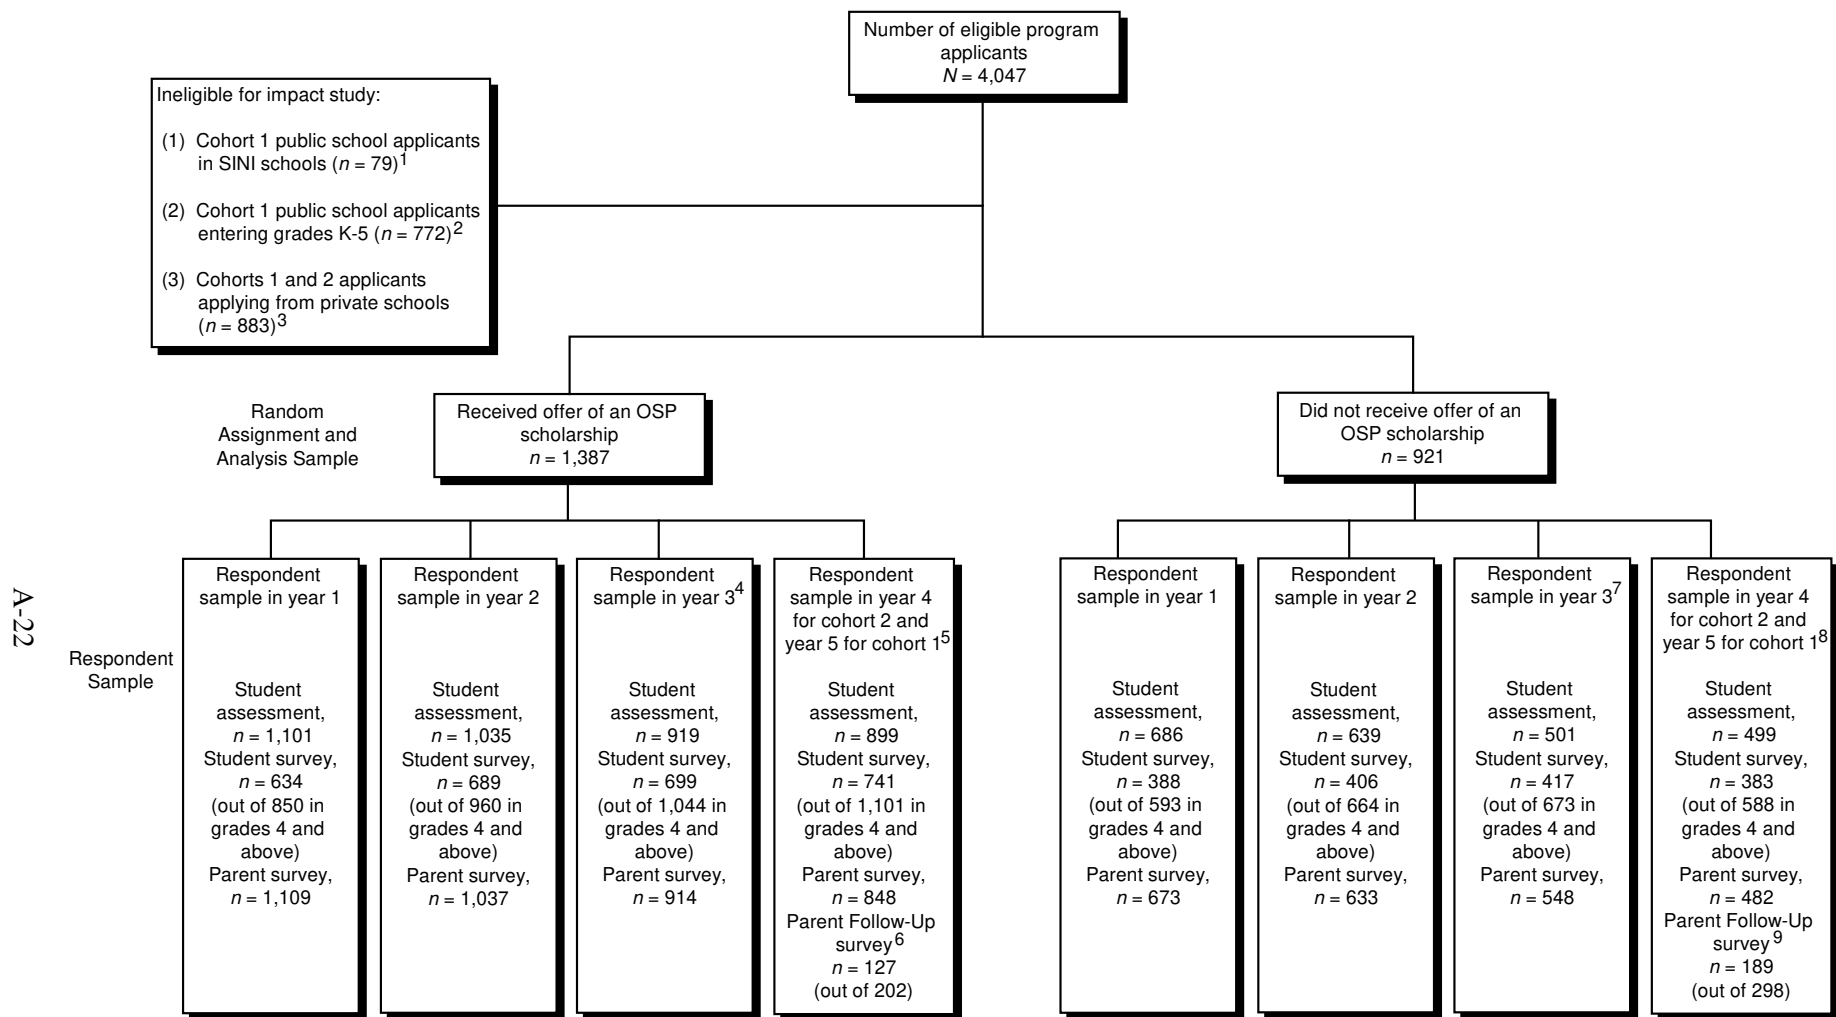 Number of eligible program
applicants
N = 4,047
Ineligible for impact study:
(1) Cohort 1 public school applicants
in SINI schools (n = 79)1
(2) Cohort 1 public school applicants
entering grades K-5 (n = 772)2
(3) Cohorts 1 and 2 applicants
applying from private schools
(n = 883)3
Random
Assignment and
Analysis Sample
Received offer of an OSP
scholarship
n = 1,387
Did not receive offer of an
OSP scholarship
n = 921
A-22
Respondent
Sample
Respondent
sample in year 1
Student
assessment,
n = 1,101
Student survey,
n = 634
(out of 850 in
grades 4 and
above)
Parent survey,
n = 1,109
Respondent
sample in year 2
Student
assessment,
n = 1,035
Student survey,
n = 689
(out of 960 in
grades 4 and
above)
Parent survey,
n = 1,037
Respondent
sample in year 34
Student
assessment,
n = 919
Student survey,
n = 699
(out of 1,044 in
grades 4 and
above)
Parent survey,
n = 914
Respondent
sample in year 4
for cohort 2 and
year 5 for cohort 15
Student
assessment,
n = 899
Student survey,
n = 741
(out of 1,101 in
grades 4 and
above)
Parent survey,
n = 848
Parent Follow-Up
survey6
n = 127
(out of 202)
Respondent
sample in year 1
Student
assessment,
n = 686
Student survey,
n = 388
(out of 593 in
grades 4 and
above)
Parent survey,
n = 673
Respondent
sample in year 2
Student
assessment,
n = 639
Student survey,
n = 406
(out of 664 in
grades 4 and
above)
Parent survey,
n = 633
Respondent
sample in year 37
Student
assessment,
n = 501
Student survey,
n = 417
(out of 673 in
grades 4 and
above)
Parent survey,
n = 548
Respondent
sample in year 4
for cohort 2 and
year 5 for cohort 18
Student
assessment,
n = 499
Student survey,
n = 383
(out of 588 in
grades 4 and
above)
Parent survey,
n = 482
Parent Follow-Up
survey9
n = 189
(out of 298)